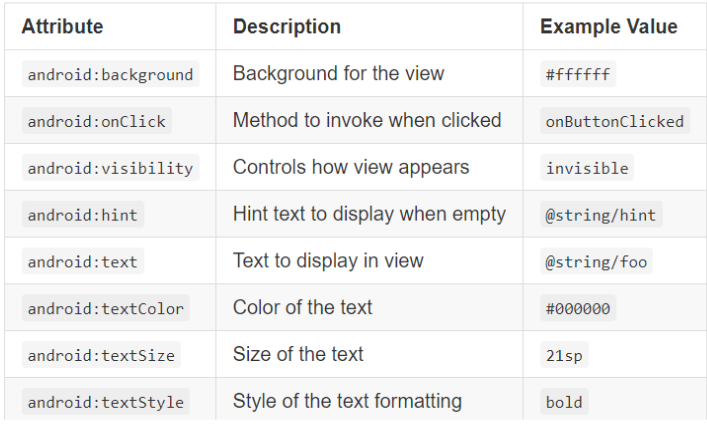 Attribute Description Example Value
android:background Background for the view #ffffff
android:onClick Method to invoke when clicked onButtonClicked
android:visibility Controls how view appears invisible
android:hint Hint text to display when empty @string/hint
android:text Text to display in view @string/foo
android:textColor Color of the text #000000
android:textSize Size of the text 21sp
android:textStyle Style of the text formatting bold